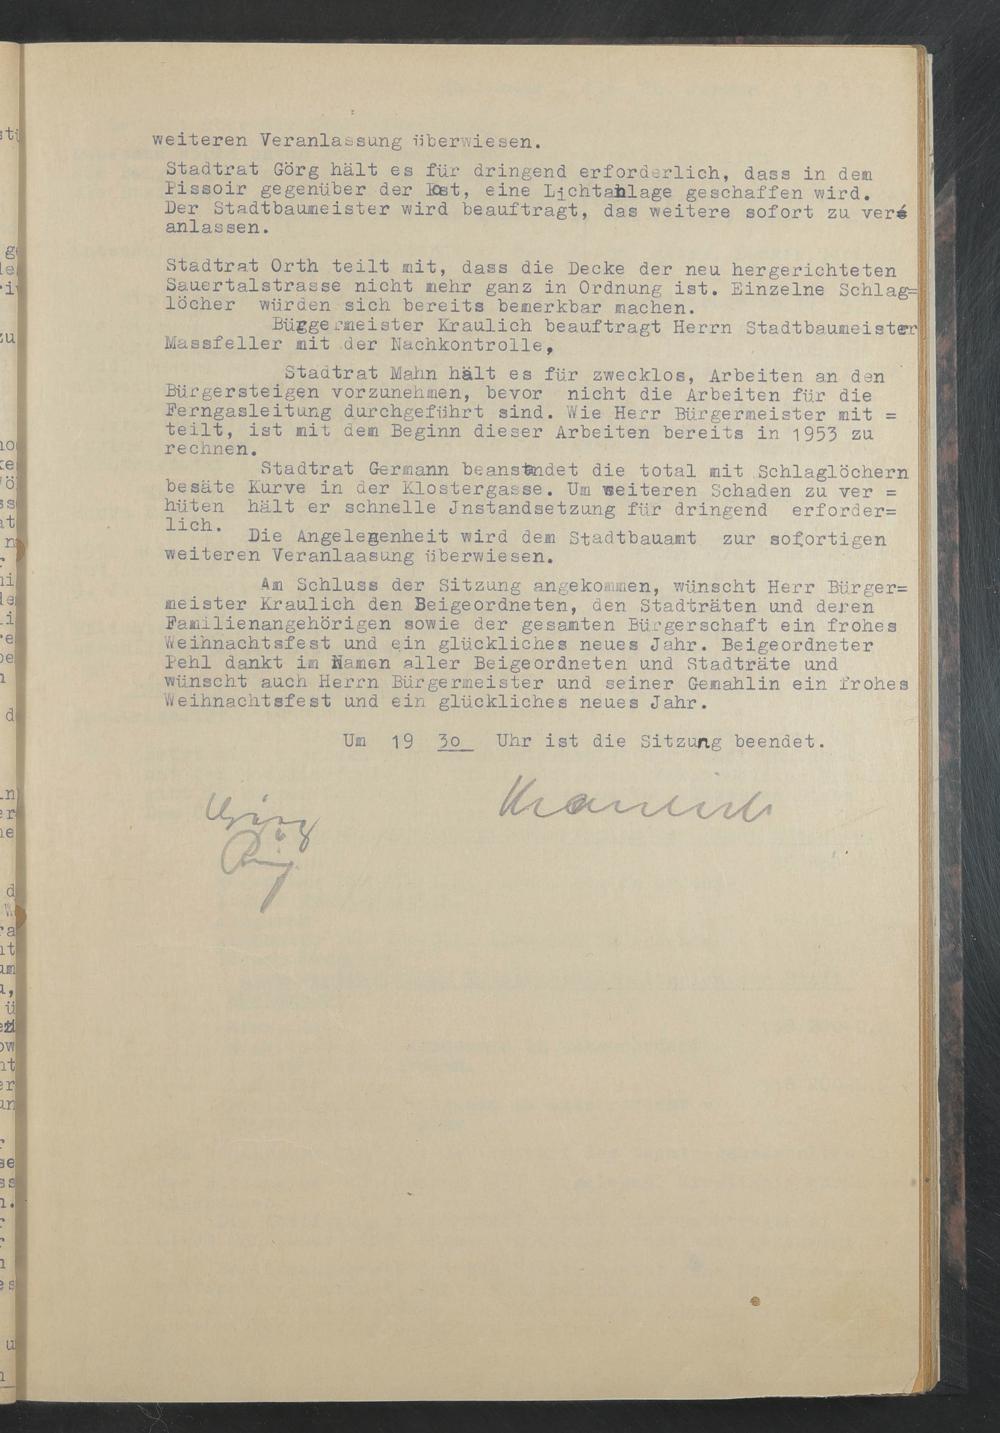 weiteren Veranlassung überwiesen.
Stadtrat Görg hält es für dringend erforderlich, dass in dem
Pissoir gegenüber der Post, eine Lichtanlage geschaffen wird.
Der Stadtbaumeister wird beauftragt, das weitere sofort zu ver=
anlassen.
Stadtrat Orth teilt mit, dass die Decke der neu hergerichteten
Sauertalstrasse nicht mehr ganz in Ordnung ist. Einzelne Schlag=
löcher würden sich bereits bemerkbar machen.
Bürgermeister Kraulich beauftragt Herrn Stadtbaumeister
Massfeller mit der Nachkontrolle,
Stadtrat Mahn hält es für zwecklos, Arbeiten an den
Bürgersteigen vorzunehmen, bevor nicht die Arbeiten für die
Ferngasleitung durchgeführt sind. Wie Herr Bürgermeister mit =
teilt, ist mit dem Beginn dieser Arbeiten bereits in 1953 zu
rechnen.
Stadtrat Germann beanstandet die total mit Schlaglöchern
besäte Kurve in der Klostergasse. Um weiteren Schaden zu ver =
hüten hält er schnelle Jnstandsetzung für dringend erforder=
lich.
Die Angelegenheit wird dem Stadtbauamt zur sofortigen
weiteren Veranlaasung überwiesen.
Am Schluss der Sitzung angekommen, wünscht Herr Bürger=
meister Kraulich den Beigeordneten, den Stadträten und deren
Familienangehörigen sowie der gesamten Bürgerschaft ein frohes
Weihnachtsfest und ein glückliches neues Jahr. Beigeordneter
Pehl dankt im Namen aller Beigeordneten und Stadträte und
wünscht auch Herrn Bürgermeister und seiner Gemahlin ein frohes
Weihnachtsfest und ein glückliches neues Jahr.
Um 19 30 Uhr ist die Sitzung beendet.
Görg Kraulich